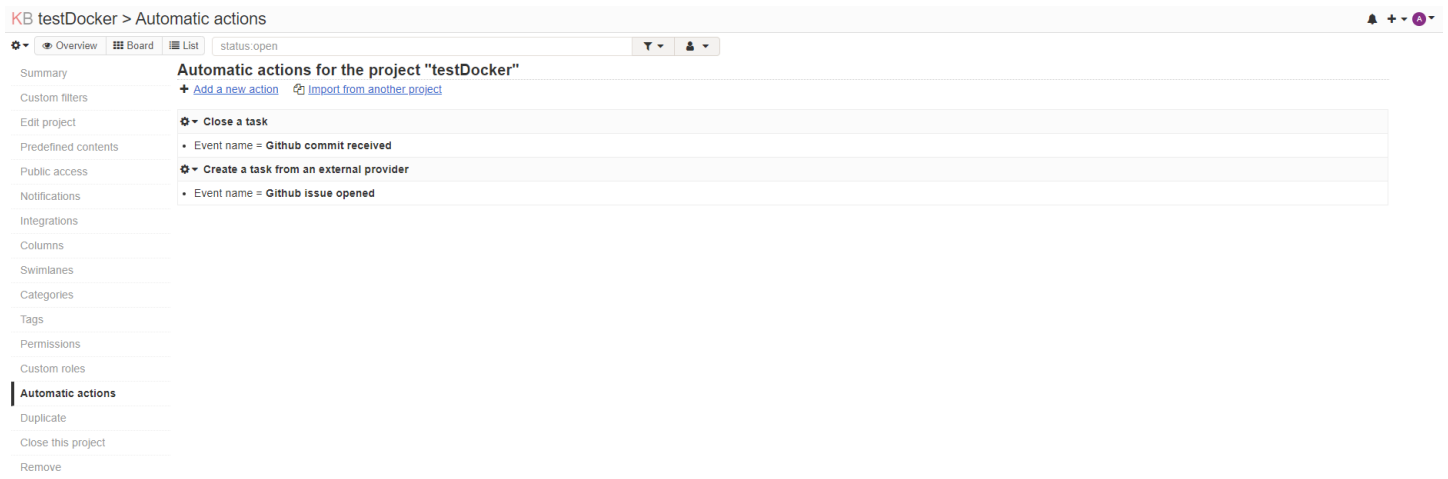 KB testDocker > Automatic actions
A
Overview Board List status:open
Summary
Custom filters
Edit project
Predefined contents
Public access
Notifications
Integrations
Columns
Swimlanes
Categories
Tags
Permissions
Custom roles
Automatic actions
Duplicate
Close this project
Remove
Automatic actions for the project "testDocker"
Add a new action Import from another project
Close a task
• Event name = Github commit received
Create a task from an external provider
• Event name = Github issue opened